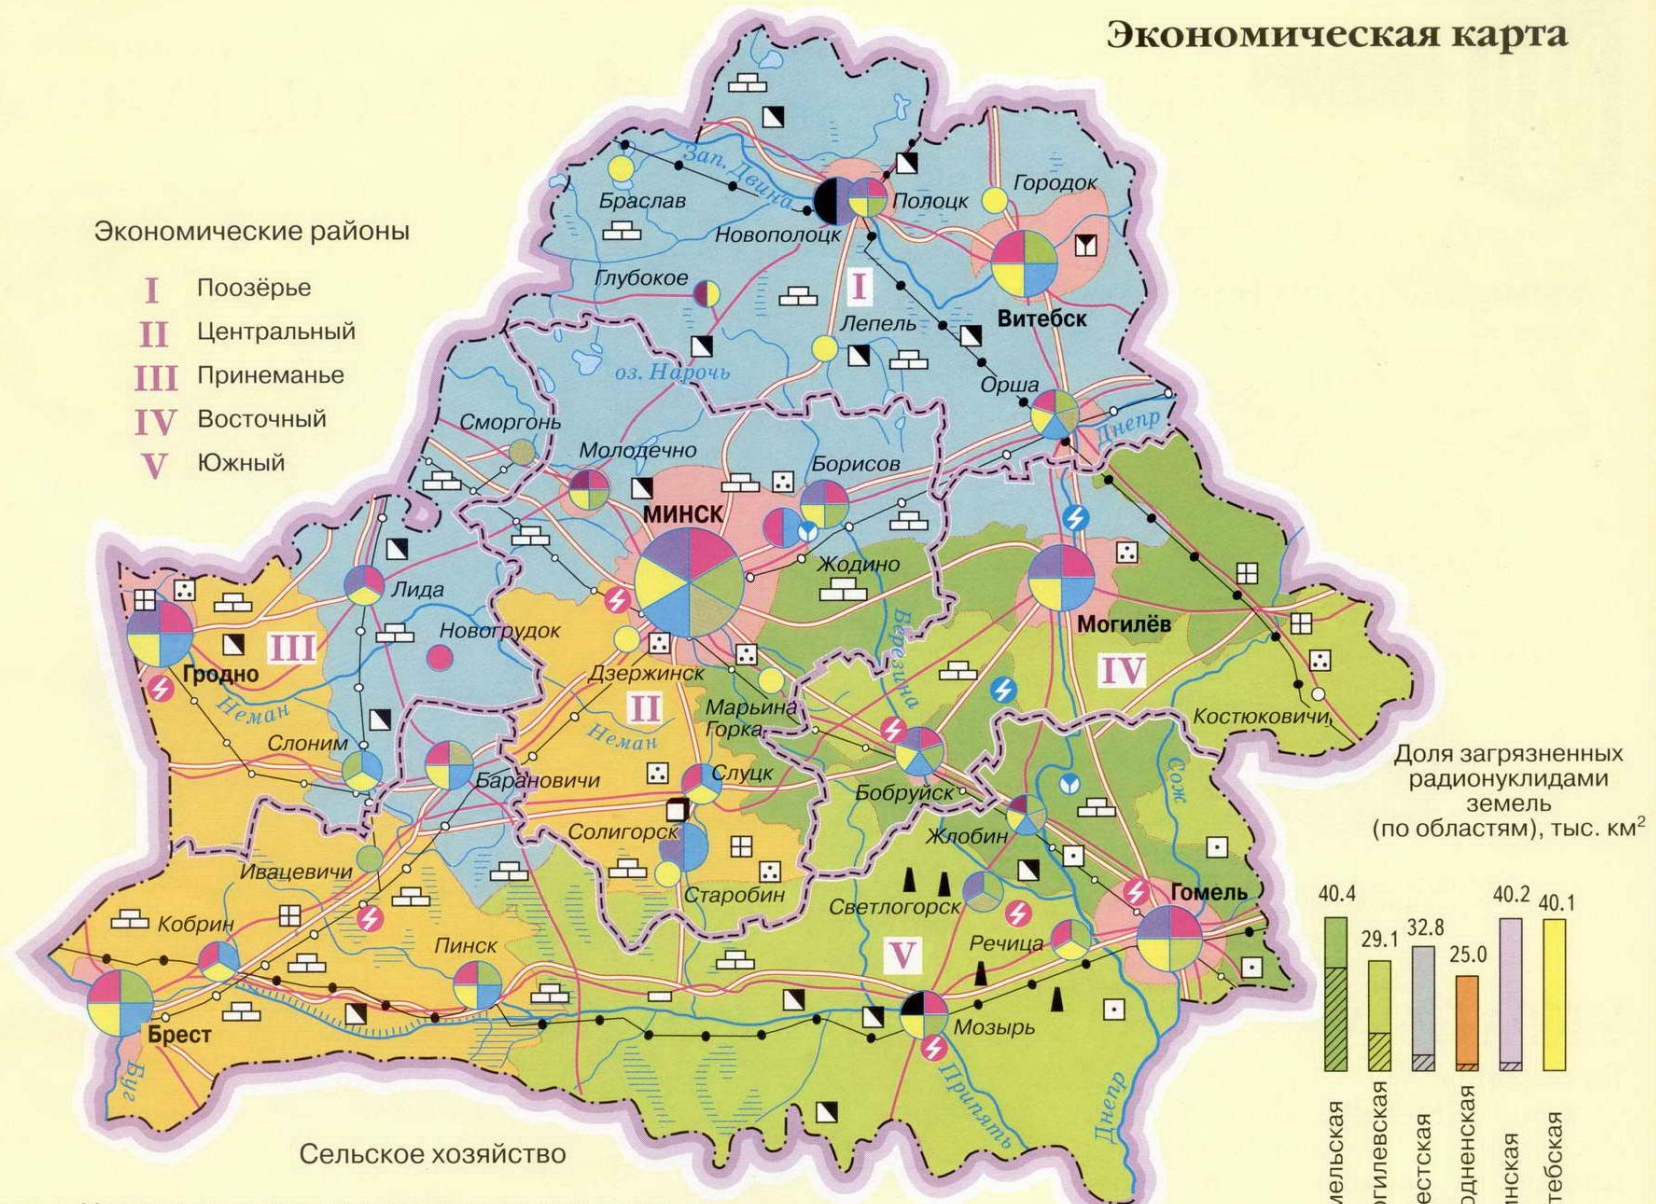 Экономическая карта
Экономические районы
I Поозёрье
II Центральный
III Принеманье
IV Восточный
V Южный
Зап. Двина
Браслав
Полоцк
Городок
Новополоцк
Глубокое
I
Витебск
Лепель
оз. Нарочь
Орша
Днепр
Сморгонь
Молодечно
Борисов
МИНСК
Жодино
Лида
Березина
Могилёв
Новогрудок
III
Гродно
Дзержинск
IV
Неман
II
Марьина
Горка
Костюковичи
Неман
Слоним
Барановичи
Слуцк
Бобруйск
Сож
Солигорск
Жлобин
Ивацевичи
Старобин
Светлогорск
Гомель
Кобрин
Пинск
V
Речица
Брест
Мозырь
Буг
Припять
Днепр
Сельское хозяйство
Доля загрязненных
радионуклидами
земель
(по областям), тыс. км²
40.4
29.1
32.8
25.0
40.2
40.1